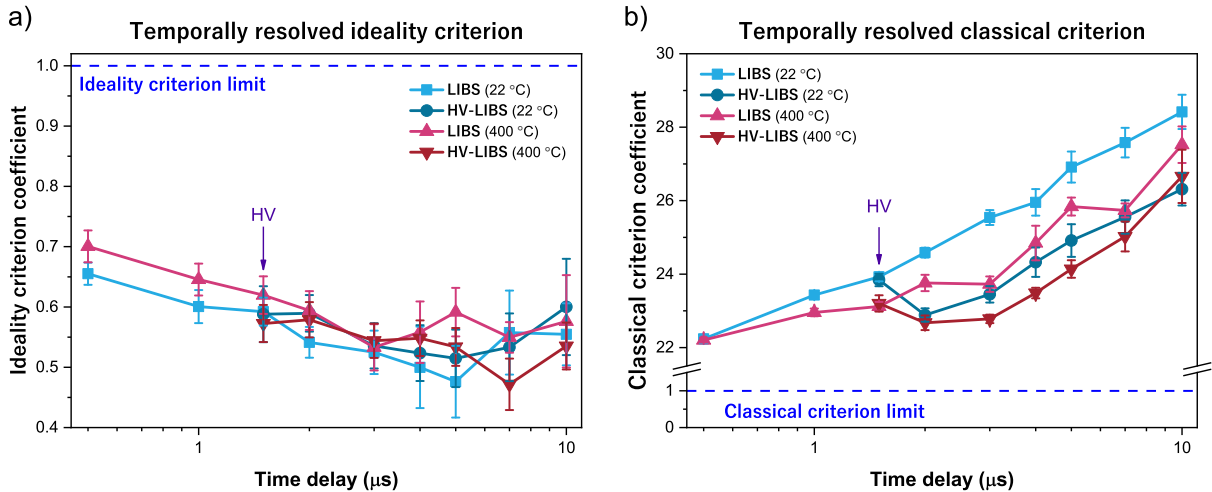 a)
Temporally resolved ideality criterion
Ideality criterion coefficient
1.0
0.9
0.8
0.7
0.6
0.5
0.4
Ideality criterion limit
LIBS (22 °C)
HV-LIBS (22 °C)
LIBS (400 °C)
HV-LIBS (400 °C)
HV
1
10
Time delay (μs)
b)
Temporally resolved classical criterion
Classical criterion coefficient
30
28
26
24
22
1
0
LIBS (22 °C)
HV-LIBS (22 °C)
LIBS (400 °C)
HV-LIBS (400 °C)
HV
Classical criterion limit
1
10
Time delay (μs)